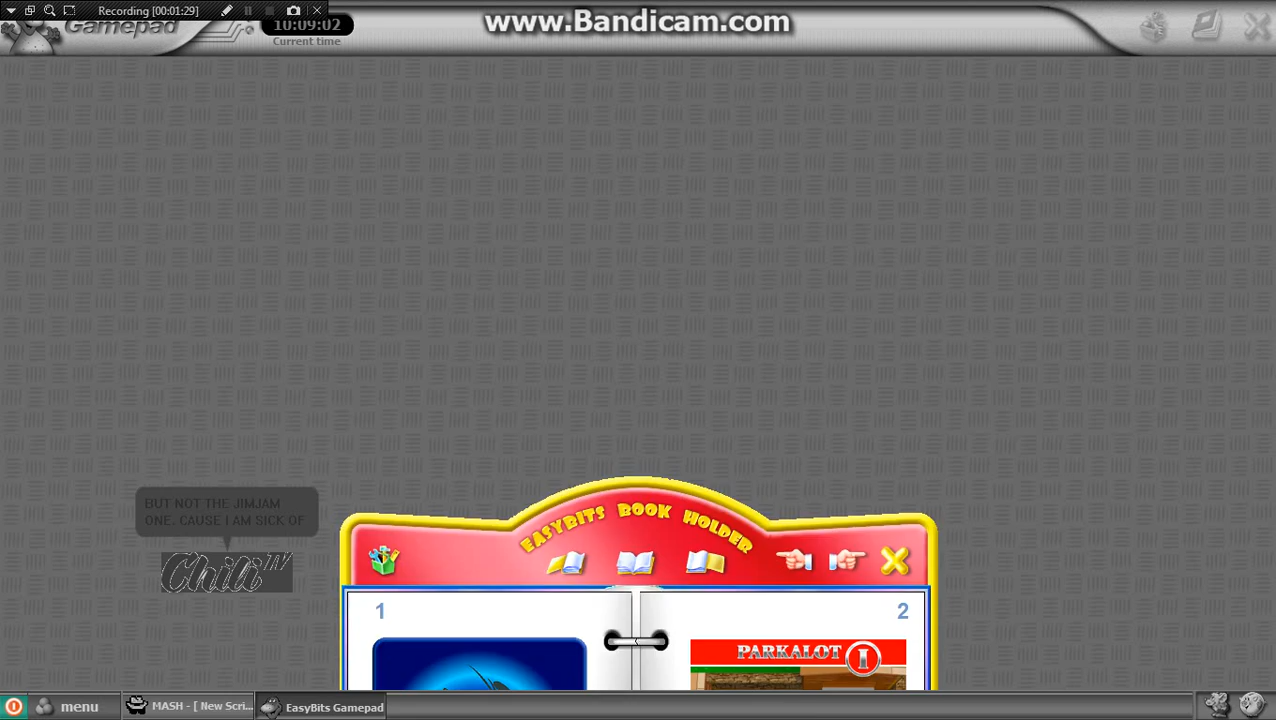 Recording [00:01:29]
www.Bandicam.com
Gamepad
10:09:02
Current time
BUT NOT THE JIMJAM
ONE. CAUSE I AM SICK OF
Chili TV
EASYBITS BOOK HOLDER
1
2
PARKALOT I
menu
MASH - [ New Scri...
EasyBits Gamepad